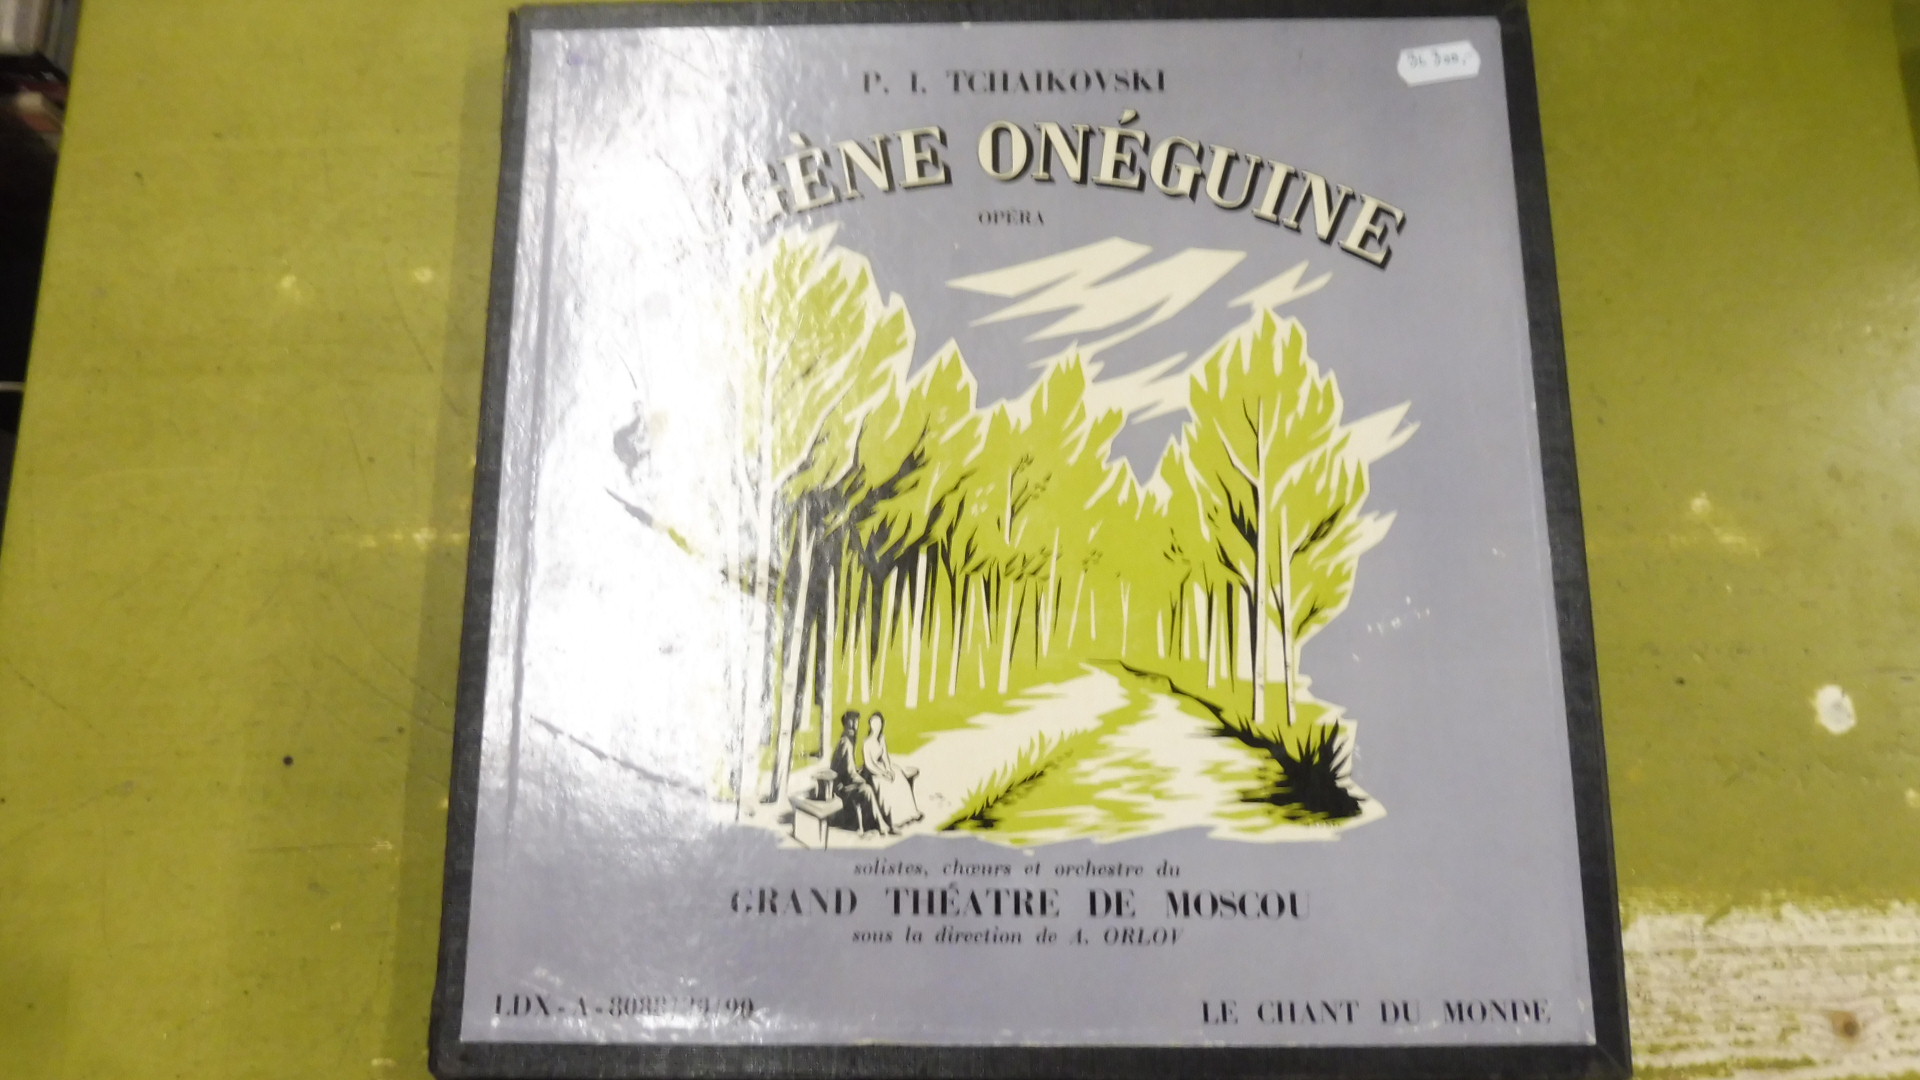 P. I. TCHAIKOVSKI
GÈNE ONÉGUINE
OPÉRA
solistes, chœurs et orchestre du
GRAND THÉATRE DE MOSCOU
sous la direction de A. ORLOV
LE CHANT DU MONDE